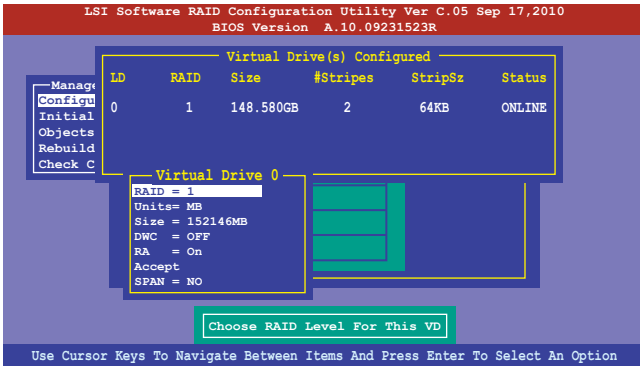 LSI Software RAID Configuration Utility Ver C.05 Sep 17,2010
BIOS Version A.10.09231523R
Virtual Drive(s) Configured
LD RAID Size #Stripes StripSz Status
0 1 148.580GB 2 64KB ONLINE
Manage
Configu
Initial
Objects
Rebuild
Check C
Virtual Drive 0
RAID = 1
Units= MB
Size = 152146MB
DWC = OFF
RA = On
Accept
SPAN = NO
Choose RAID Level For This VD
Use Cursor Keys To Navigate Between Items And Press Enter To Select An Option